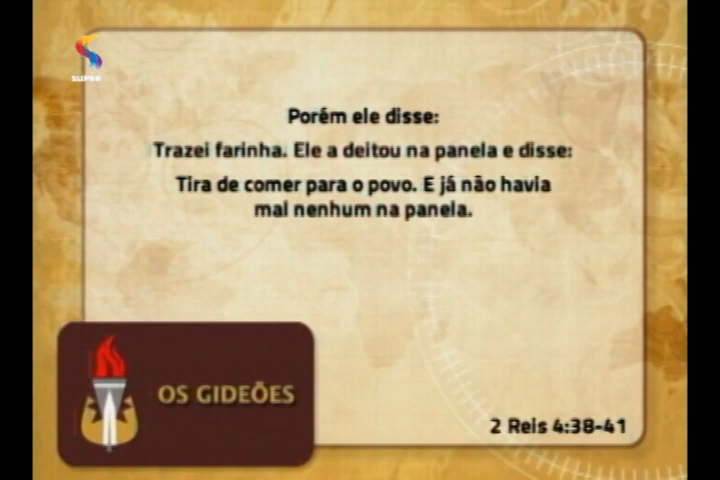 SUPER
Porém ele disse:
Trazei farinha. Ele a deitou na panela e disse:
Tira de comer para o povo. E já não havia
mal nenhum na panela.
OS GIDEÕES
2 Reis 4:38-41